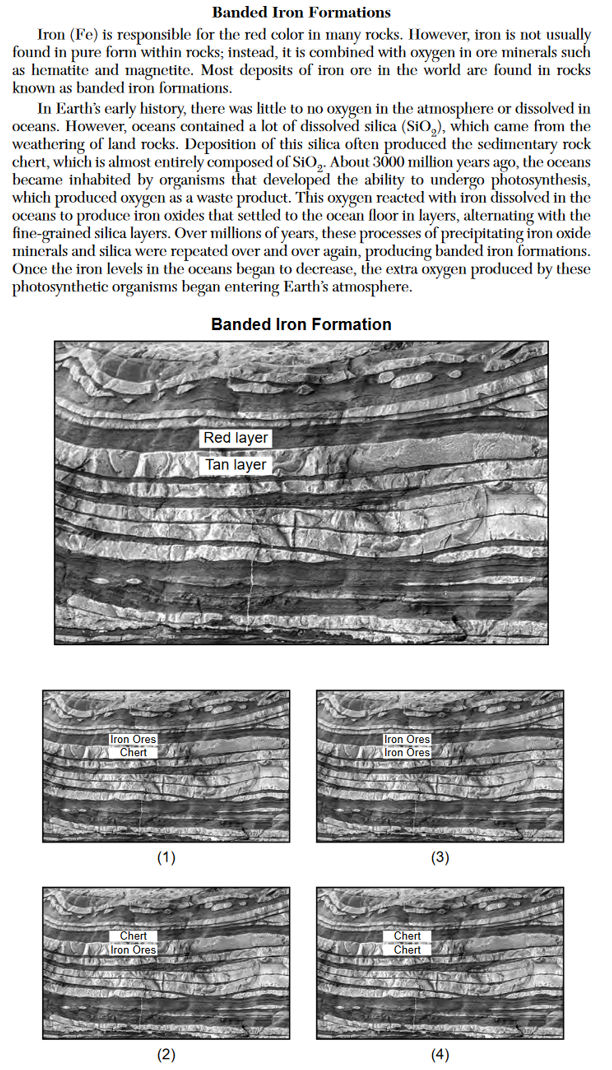 Banded Iron Formations
Iron (Fe) is responsible for the red color in many rocks. However, iron is not usually
found in pure form within rocks; instead, it is combined with oxygen in ore minerals such
as hematite and magnetite. Most deposits of iron ore in the world are found in rocks
known as banded iron formations.
In Earth's early history, there was little to no oxygen in the atmosphere or dissolved in
oceans. However, oceans contained a lot of dissolved silica (SiO₂), which came from the
weathering of land rocks. Deposition of this silica often produced the sedimentary rock
chert, which is almost entirely composed of SiO₂. About 3000 million years ago, the oceans
became inhabited by organisms that developed the ability to undergo photosynthesis,
which produced oxygen as a waste product. This oxygen reacted with iron dissolved in the
oceans to produce iron oxides that settled to the ocean floor in layers, alternating with the
fine-grained silica layers. Over millions of years, these processes of precipitating iron oxide
minerals and silica were repeated over and over again, producing banded iron formations.
Once the iron levels in the oceans began to decrease, the extra oxygen produced by these
photosynthetic organisms began entering Earth's atmosphere.
Banded Iron Formation
Red layer
Tan layer
Iron Ores
Chert
(1)
Iron Ores
Iron Ores
(3)
Chert
Iron Ores
(2)
Chert
Chert
(4)